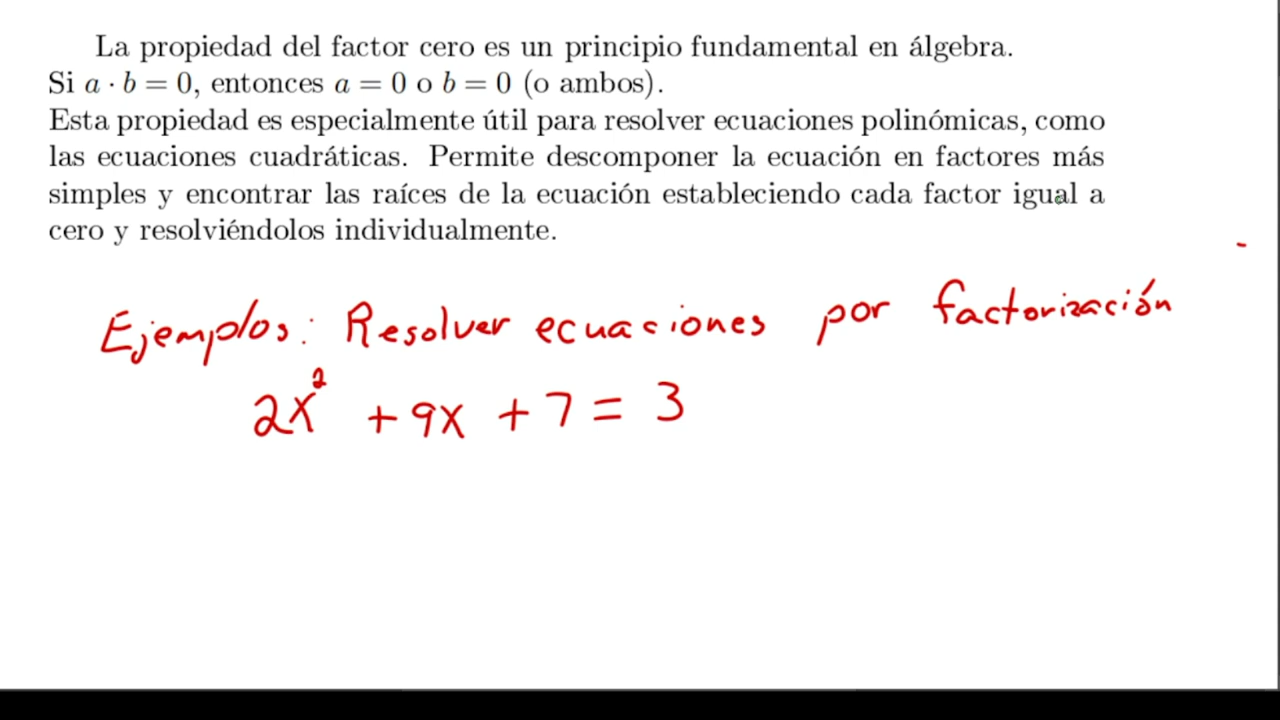 La propiedad del factor cero es un principio fundamental en álgebra.
Si a · b = 0, entonces a = 0 o b = 0 (o ambos).
Esta propiedad es especialmente útil para resolver ecuaciones polinómicas, como
las ecuaciones cuadráticas. Permite descomponer la ecuación en factores más
simples y encontrar las raíces de la ecuación estableciendo cada factor igual a
cero y resolviéndolos individualmente.
Ejemplos: Resolver ecuaciones por factorización
2x² + 9x + 7 = 3